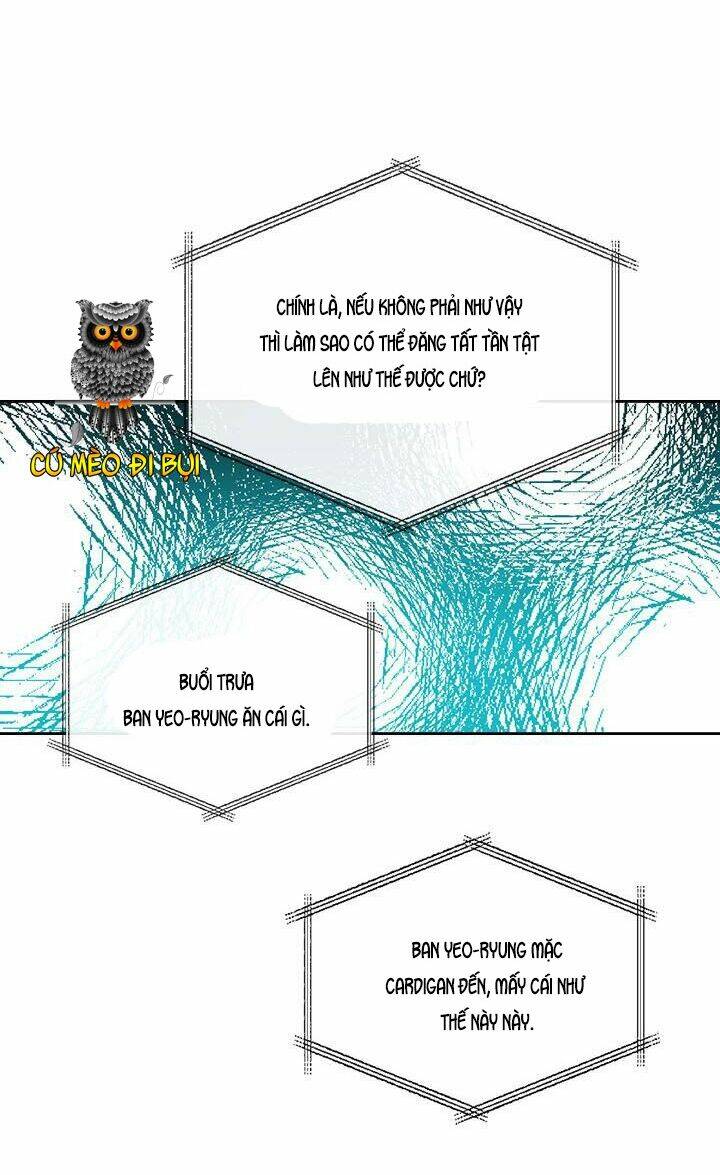 CHÍNH LÀ, NẾU KHÔNG PHẢI NHƯ VẬY
THÌ LÀM SAO CÓ THỂ ĐĂNG TẤT TẦN TẬT
LÊN NHƯ THẾ ĐƯỢC CHỨ?
CÚ MÈO ĐI BỤI
BUỔI TRƯA
BAN YEO-RYUNG ĂN CÁI GÌ.
BAN YEO-RYUNG MẶC
CARDIGAN ĐẾN, MẤY CÁI NHƯ
THẾ NÀY NÀY.